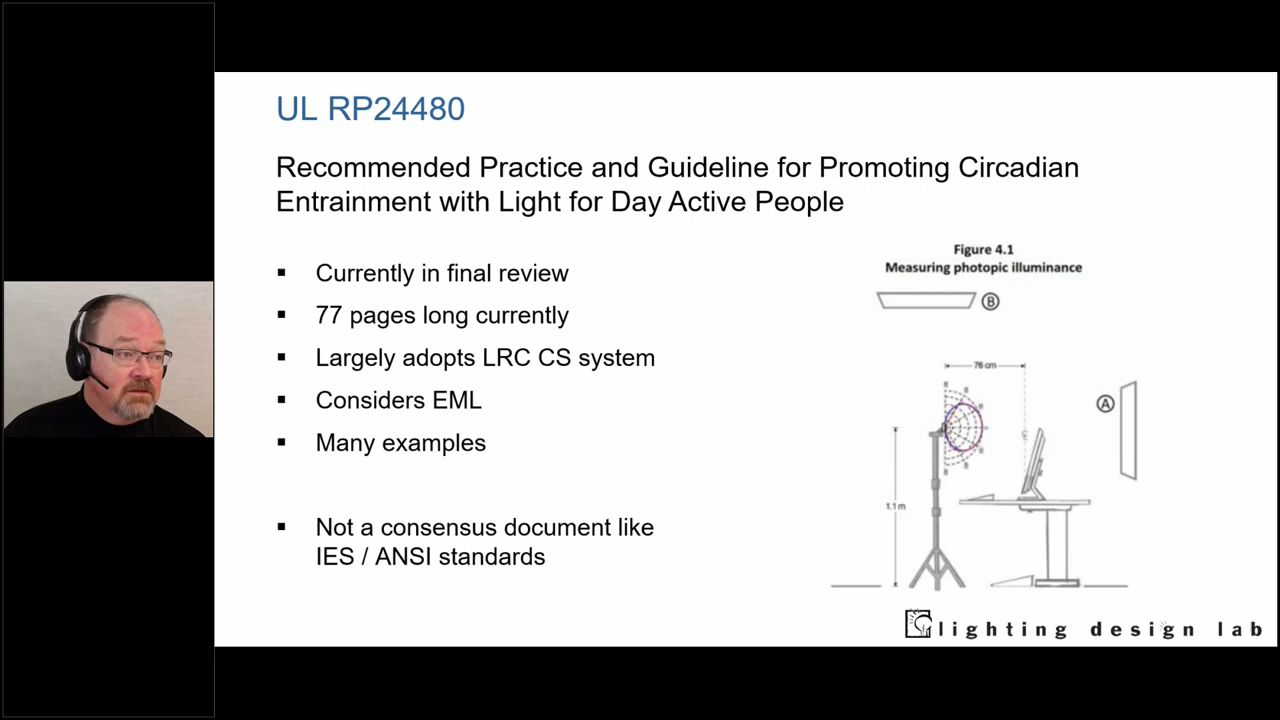 UL RP24480
Recommended Practice and Guideline for Promoting Circadian
Entrainment with Light for Day Active People
▪ Currently in final review
▪ 77 pages long currently
▪ Largely adopts LRC CS system
▪ Considers EML
▪ Many examples
▪ Not a consensus document like
IES / ANSI standards
Figure 4.1
Measuring photopic illuminance
B
76 cm
A
1.1 m
lighting design lab